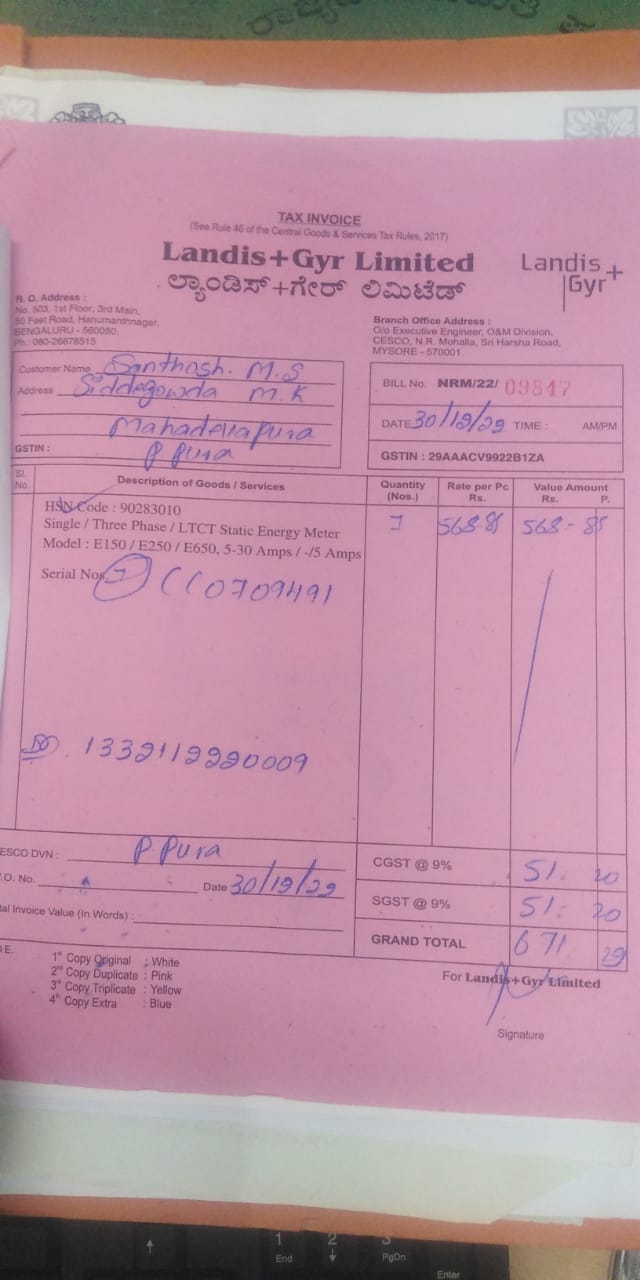 TAX INVOICE
(See Rule 46 of the Central Goods & Services Tax Rules, 2017)
Landis+Gyr Limited
ಲ್ಯಾಂಡಿಸ್+ಗೇರ್ ಲಿಮಿಟೆಡ್
Landis+
Gyr
R. O. Address :
No. 503, 1st Floor, 3rd Main,
50 Feet Road, Hanumanthnagar,
BENGALURU - 560050.
Ph.: 080-26678515
Branch Office Address :
O/o Executive Engineer, O&M Division,
CESCO, N.R. Mohalla, Sri Harsha Road,
MYSORE - 570001.
Customer Name Santhosh. M.S
Address Siddegowda M.K
Mahadevapura
GSTIN : P Pura
BILL No. NRM/22/ 09847
DATE 30/12/22 TIME : AM/PM
GSTIN : 29AAACV9922B1ZA
Sl. No. Description of Goods / Services Quantity (Nos.) Rate per Pc Rs. Value Amount Rs. P.
HSN Code : 90283010
Single / Three Phase / LTCT Static Energy Meter 1 568-85 568-85
Model : E150 / E250 / E650, 5-30 Amps / -/5 Amps
Serial Nos. CC0709491
1332112220009
ESCO DVN : P Pura
.O. No. Date 30/12/22
tal Invoice Value (In Words) :
CGST @ 9% 51. 20
SGST @ 9% 51. 20
GRAND TOTAL 671 29
O.E. 1st Copy Original : White
2nd Copy Duplicate : Pink
3rd Copy Triplicate : Yellow
4th Copy Extra : Blue
For Landis+Gyr Limited
Signature
1
End
2
3
PgDn
Enter